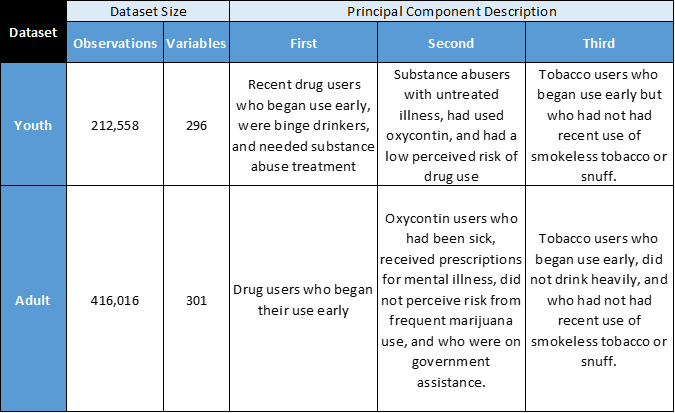 Dataset
Dataset Size
Principal Component Description
Observations
Variables
First
Second
Third
Youth
212,558
296
Recent drug users
who began use early,
were binge drinkers,
and needed substance
abuse treatment
Substance abusers
with untreated
illness, had used
oxycontin, and had a
low perceived risk of
drug use
Tobacco users who
began use early but
who had not had
recent use of
smokeless tobacco or
snuff.
Adult
416,016
301
Drug users who began
their use early
Oxycontin users who
had been sick,
received prescriptions
for mental illness, did
not perceive risk from
frequent marijuana
use, and who were on
government
assistance.
Tobacco users who
began use early, did
not drink heavily, and
who had not had
recent use of
smokeless tobacco or
snuff.